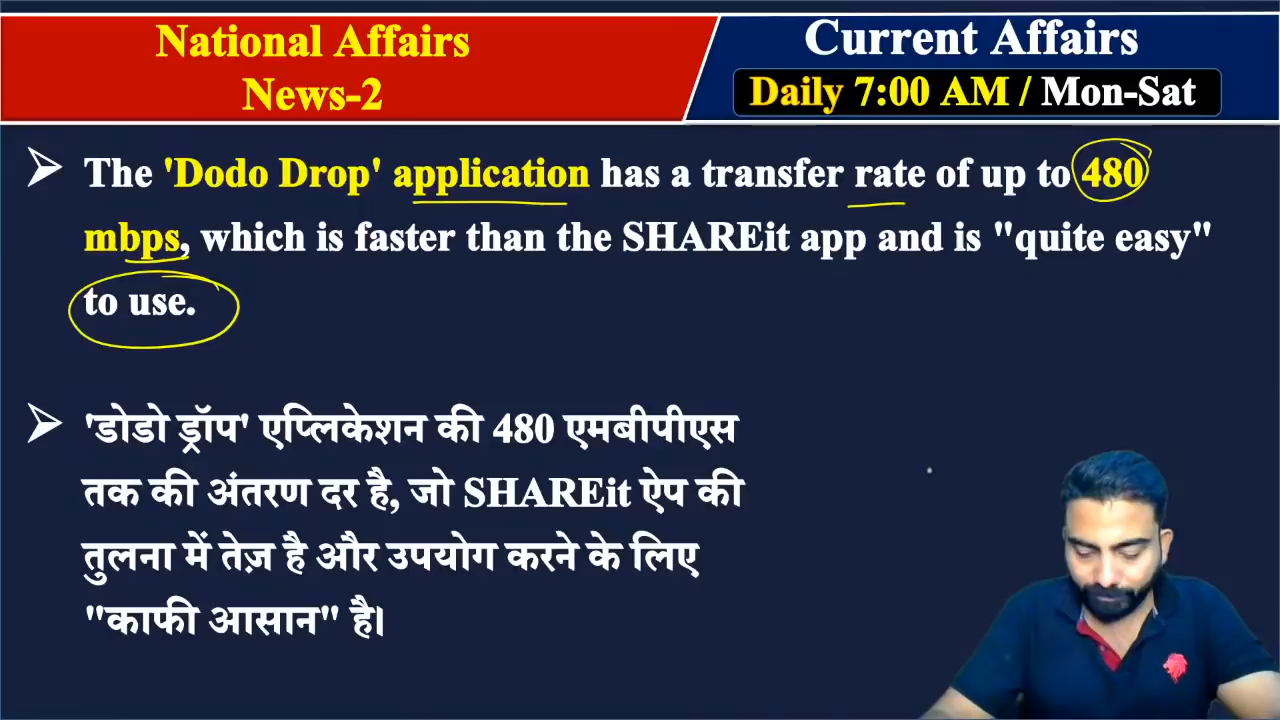 National Affairs
News-2
Current Affairs
Daily 7:00 AM / Mon-Sat
The 'Dodo Drop' application has a transfer rate of up to 480
mbps, which is faster than the SHAREit app and is "quite easy"
to use.
'डोडो ड्रॉप' एप्लिकेशन की 480 एमबीपीएस
तक की अंतरण दर है, जो SHAREit ऐप की
तुलना में तेज़ है और उपयोग करने के लिए
"काफी आसान" है।